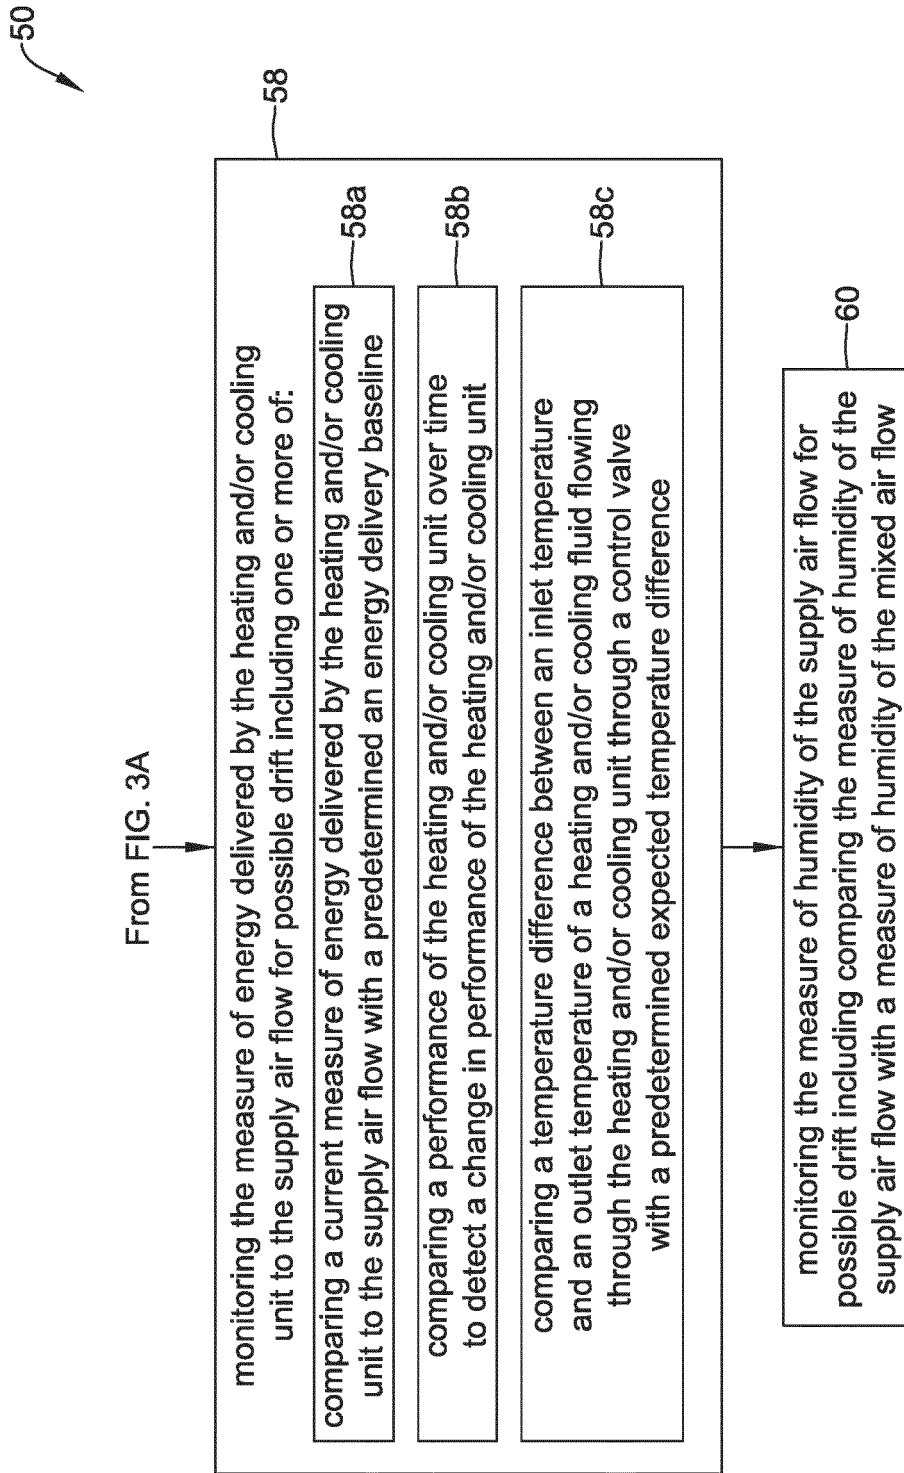 50
From FIG. 3A
58
monitoring the measure of energy delivered by the heating and/or cooling
unit to the supply air flow for possible drift including one or more of:
58a
comparing a current measure of energy delivered by the heating and/or cooling
unit to the supply air flow with a predetermined an energy delivery baseline
58b
comparing a performance of the heating and/or cooling unit over time
to detect a change in performance of the heating and/or cooling unit
58c
comparing a temperature difference between an inlet temperature
and an outlet temperature of a heating and/or cooling fluid flowing
through the heating and/or cooling unit through a control valve
with a predetermined expected temperature difference
60
monitoring the measure of humidity of the supply air flow for
possible drift including comparing the measure of humidity of the
supply air flow with a measure of humidity of the mixed air flow